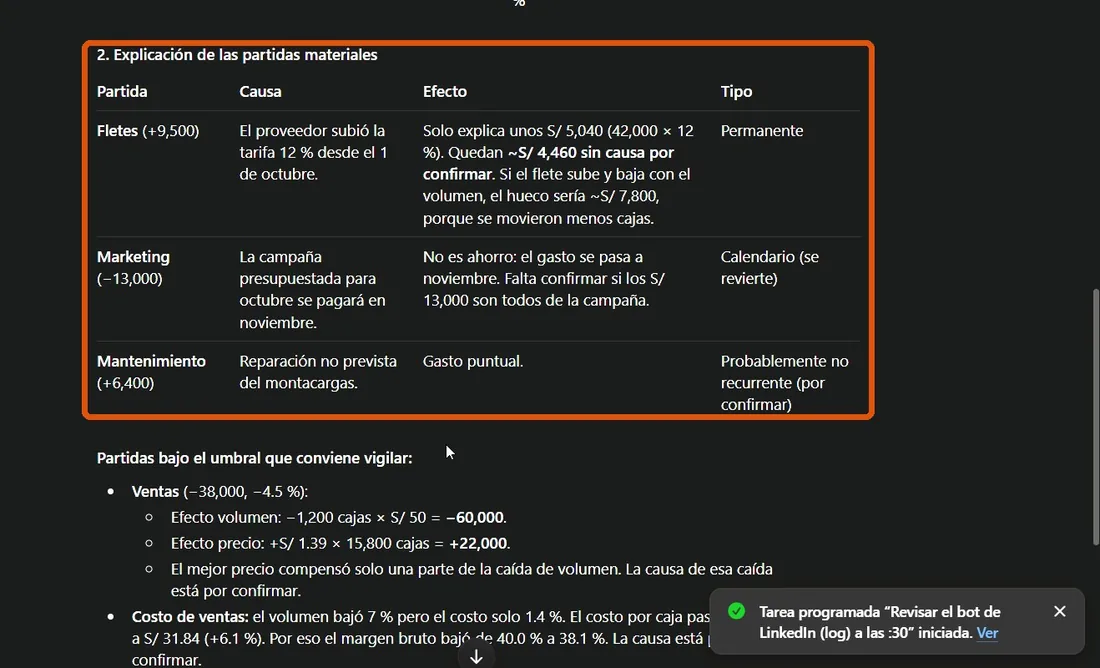 %
2. Explicación de las partidas materiales
Partida Causa Efecto Tipo
Fletes (+9,500)
El proveedor subió la
tarifa 12 % desde el 1
de octubre.
Solo explica unos S/ 5,040 (42,000 × 12
%). Quedan ~S/ 4,460 sin causa por
confirmar. Si el flete sube y baja con el
volumen, el hueco sería ~S/ 7,800,
porque se movieron menos cajas.
Permanente
Marketing
(−13,000)
La campaña
presupuestada para
octubre se pagará en
noviembre.
No es ahorro: el gasto se pasa a
noviembre. Falta confirmar si los S/
13,000 son todos de la campaña.
Calendario (se
revierte)
Mantenimiento
(+6,400)
Reparación no prevista
del montacargas.
Gasto puntual.
Probablemente no
recurrente (por
confirmar)
Partidas bajo el umbral que conviene vigilar:
Ventas (−38,000, −4.5 %):
Efecto volumen: −1,200 cajas × S/ 50 = −60,000.
Efecto precio: +S/ 1.39 × 15,800 cajas = +22,000.
El mejor precio compensó solo una parte de la caída de volumen. La causa de esa caída
está por confirmar.
Costo de ventas: el volumen bajó 7 % pero el costo solo 1.4 %. El costo por caja
a S/ 31.84 (+6.1 %). Por eso el margen bruto bajó de 40.0 % a 38.1 %. La causa está
confirmar.
Tarea programada “Revisar el bot de
LinkedIn (log) a las :30” iniciada. Ver